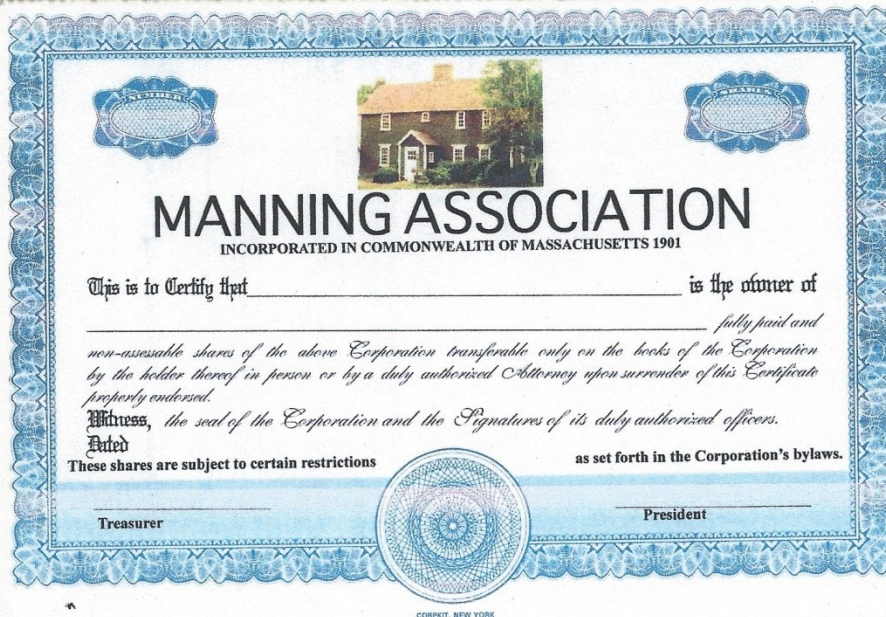 NUMBER
SHARES
MANNING ASSOCIATION
INCORPORATED IN COMMONWEALTH OF MASSACHUSETTS 1901
This is to Certify that is the owner of
fully paid and
non-assessable shares of the above Corporation transferable only on the books of the Corporation
by the holder thereof in person or by a duly authorized Attorney upon surrender of this Certificate
properly endorsed.
Witness, the seal of the Corporation and the Signatures of its duly authorized officers.
Dated
These shares are subject to certain restrictions as set forth in the Corporation's bylaws.
Treasurer
President
CORPKIT, NEW YORK